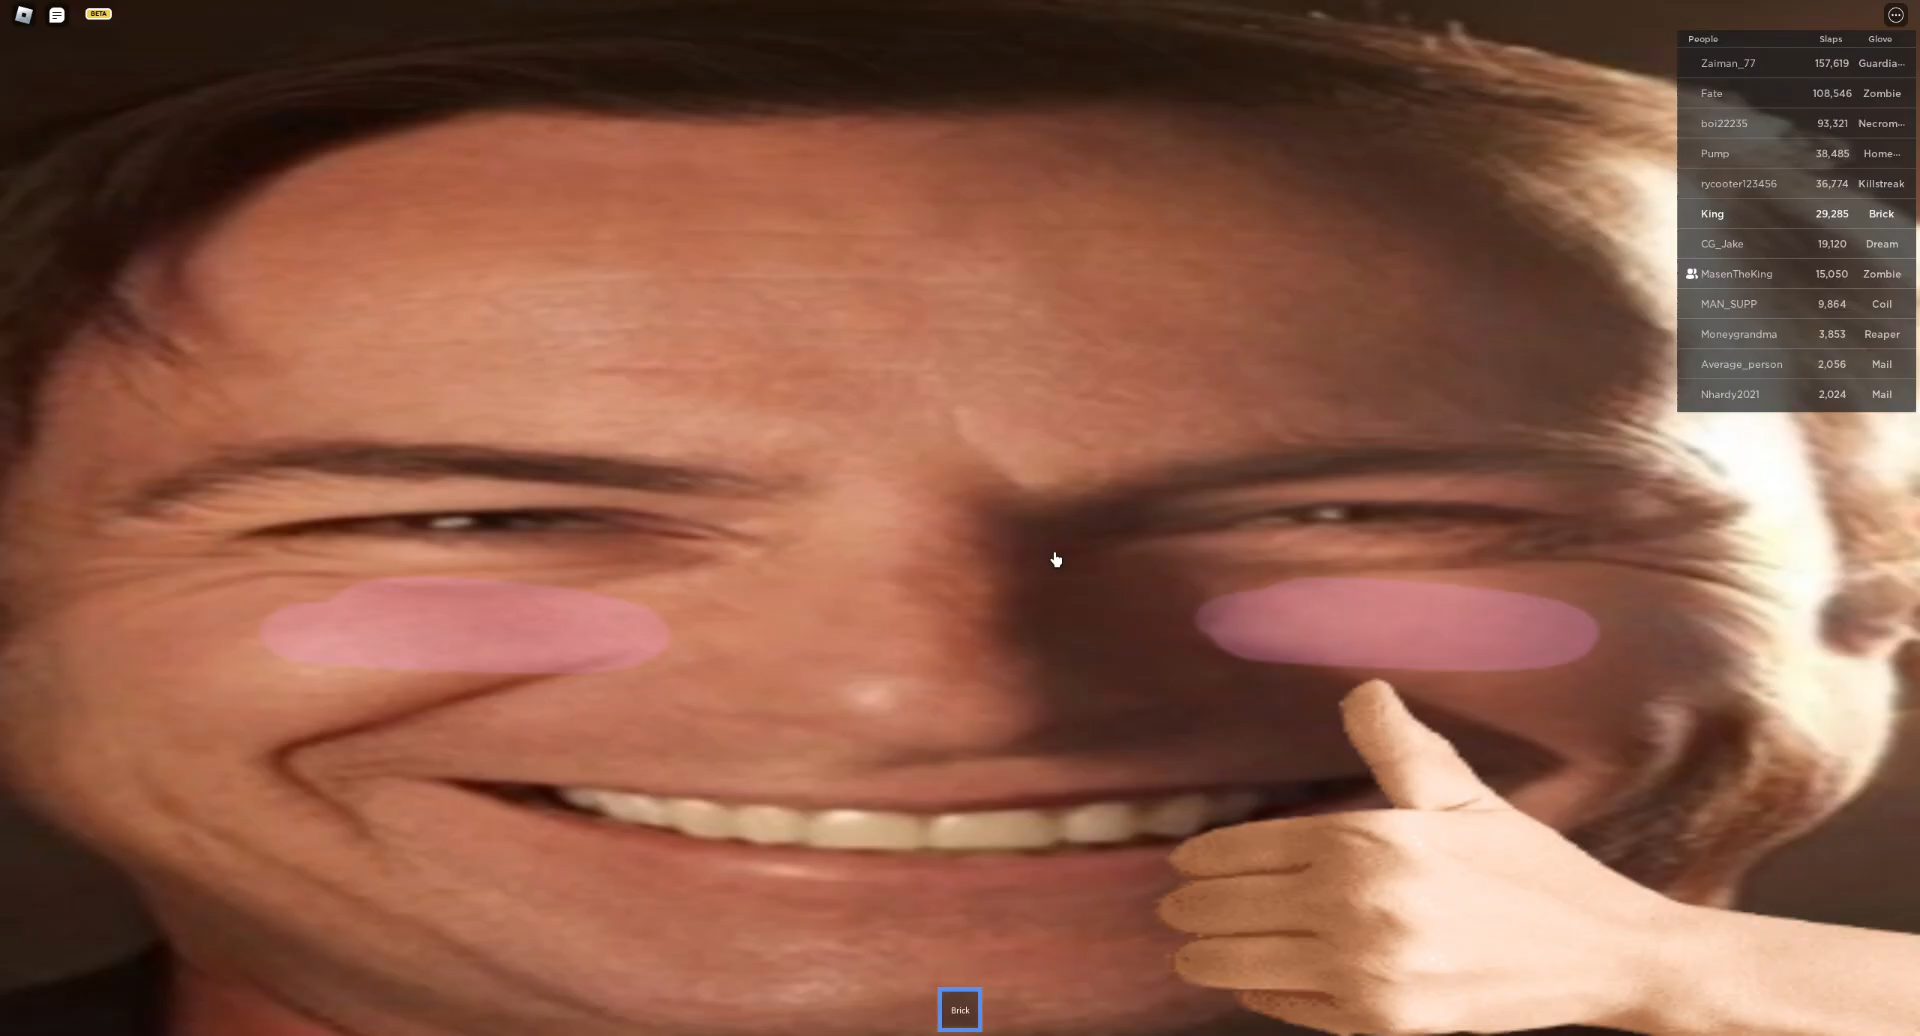 BETA
People Slaps Glove
Zaiman_77 157,619 Guardia...
Fate 108,546 Zombie
boi22235 93,321 Necrom...
Pump 38,485 Home...
rycooter123456 36,774 Killstreak
King 29,285 Brick
CG_Jake 19,120 Dream
MasenTheKing 15,050 Zombie
MAN_SUPP 9,864 Coil
Moneygrandma 3,853 Reaper
Average_person 2,056 Mail
Nhardy2021 2,024 Mail
Brick